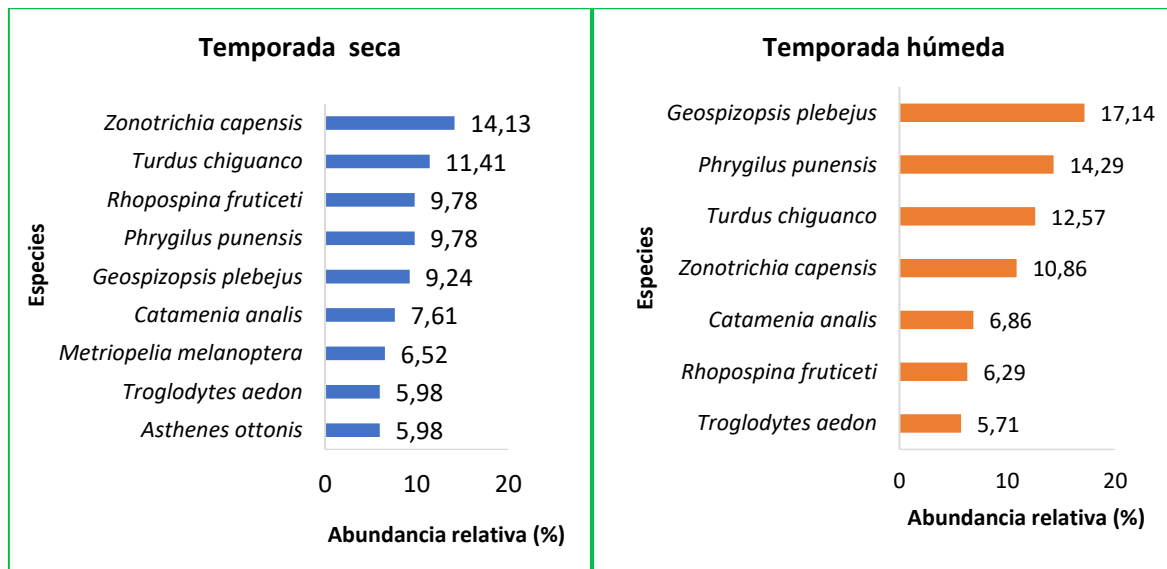 Temporada seca
Especies
Zonotrichia capensis 14,13
Turdus chiguanco 11,41
Rhopospina fruticeti 9,78
Phrygilus punensis 9,78
Geospizopsis plebejus 9,24
Catamenia analis 7,61
Metriopelia melanoptera 6,52
Troglodytes aedon 5,98
Asthenes ottonis 5,98
0 10 20
Abundancia relativa (%)
Temporada húmeda
Especies
Geospizopsis plebejus 17,14
Phrygilus punensis 14,29
Turdus chiguanco 12,57
Zonotrichia capensis 10,86
Catamenia analis 6,86
Rhopospina fruticeti 6,29
Troglodytes aedon 5,71
0 10 20
Abundancia relativa (%)